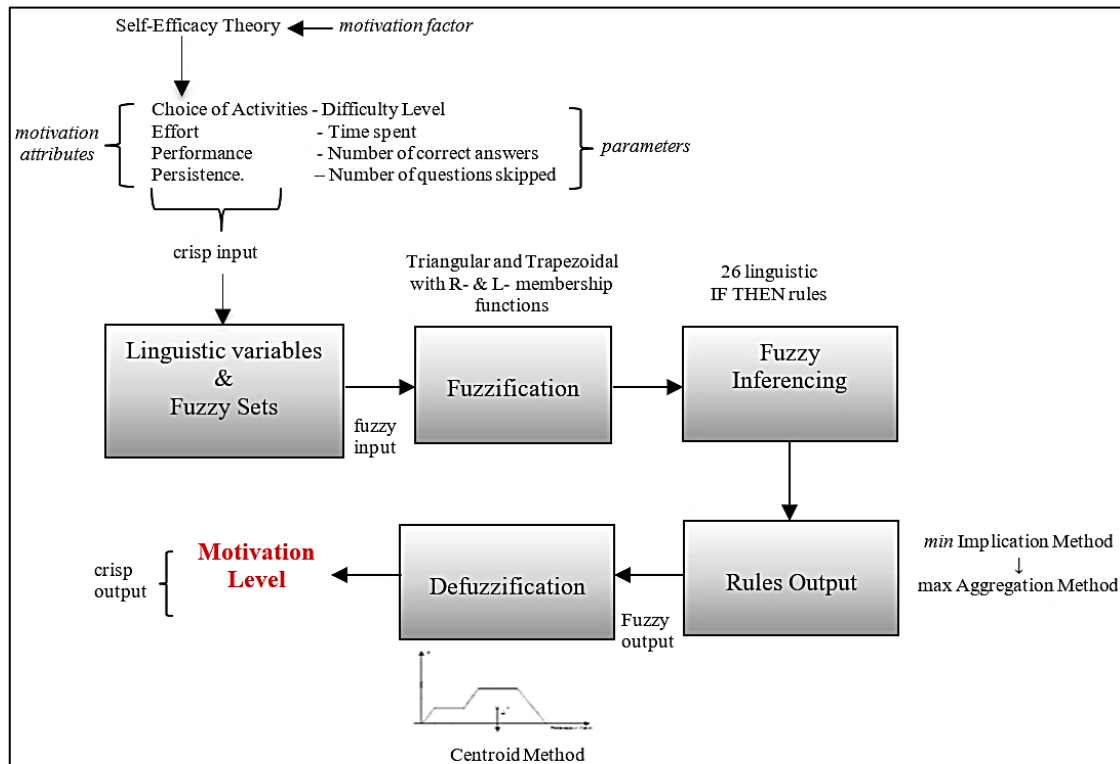 Self-Efficacy Theory
motivation factor
motivation
attributes
Choice of Activities - Difficulty Level
Effort - Time spent
Performance - Number of correct answers
Persistence. – Number of questions skipped
parameters
crisp input
Triangular and Trapezoidal
with R- & L- membership
functions
26 linguistic
IF THEN rules
Linguistic variables
&
Fuzzy Sets
fuzzy
input
Fuzzification
Fuzzy
Inferencing
crisp
output
Motivation
Level
Defuzzification
Fuzzy
output
Rules Output
min Implication Method
↓
max Aggregation Method
Centroid Method